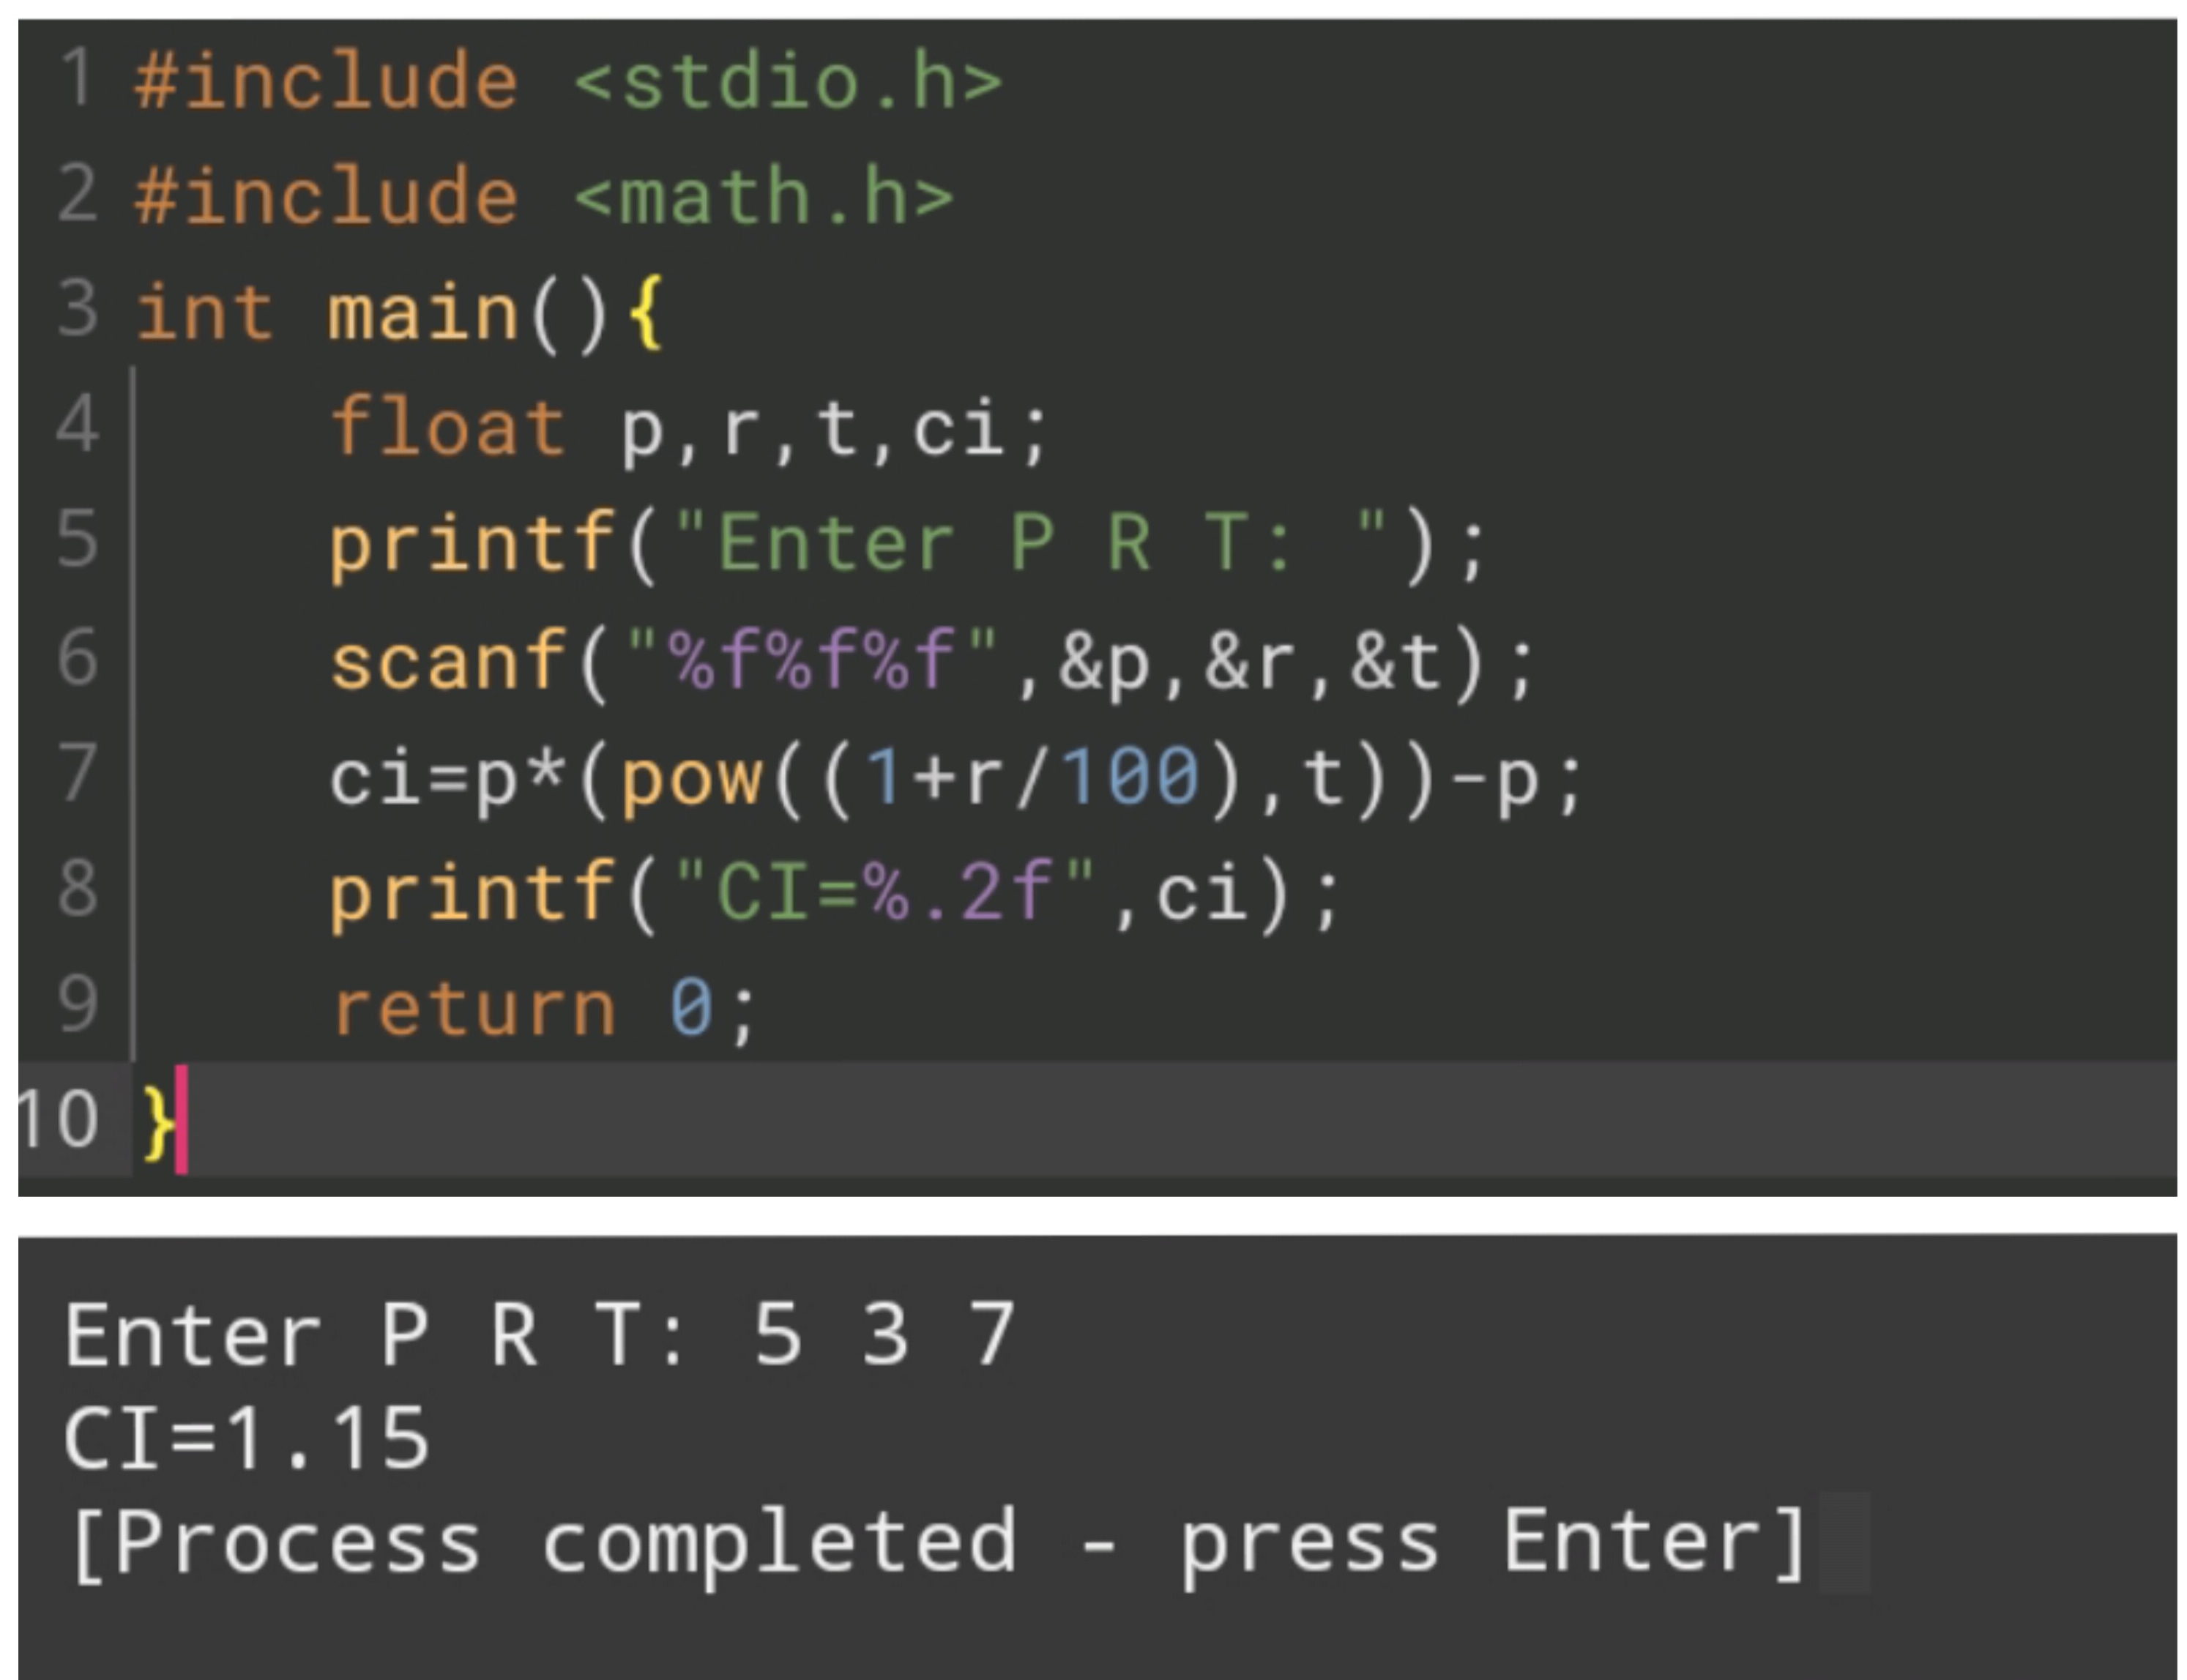 1 #include <stdio.h>
2 #include <math.h>
3 int main(){
4     float p,r,t,ci;
5     printf("Enter P R T: ");
6     scanf("%f%f%f",&p,&r,&t);
7     ci=p*(pow((1+r/100),t))-p;
8     printf("CI=%.2f",ci);
9     return 0;
10 }
Enter P R T: 5 3 7
CI=1.15
[Process completed - press Enter]